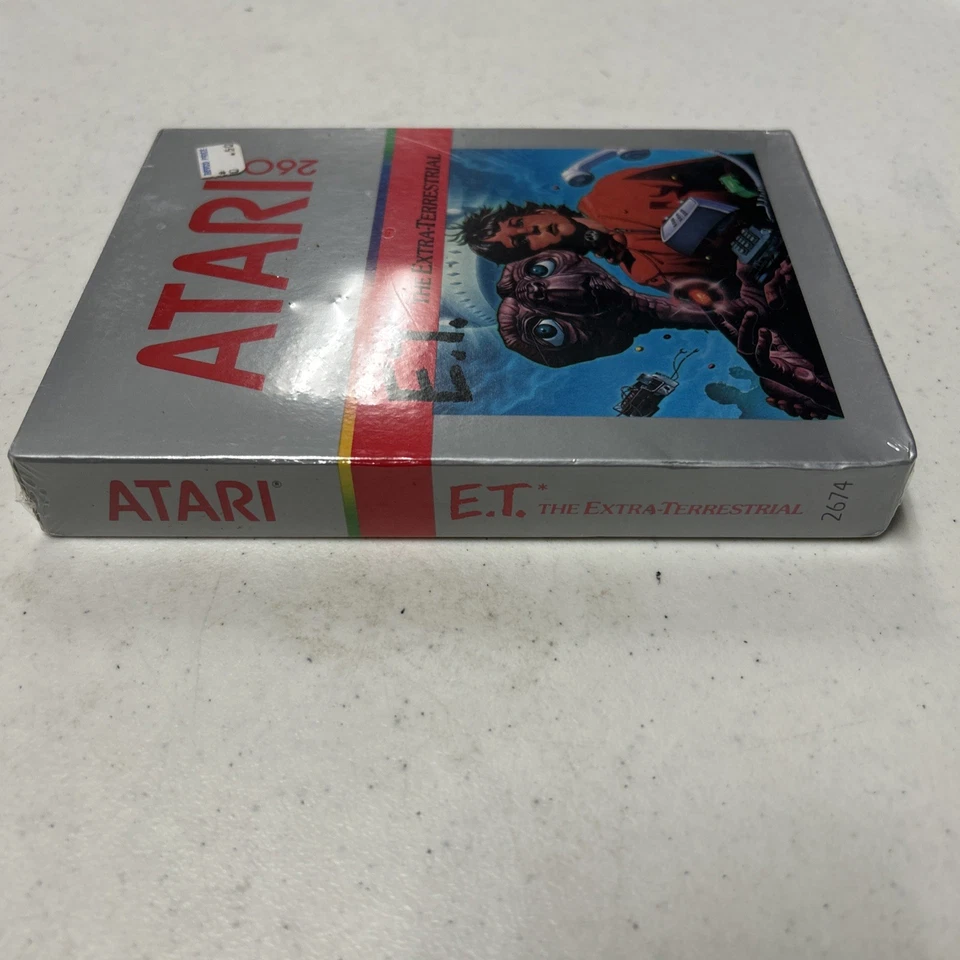 ATARI
2600
E.T.
THE EXTRA-TERRESTRIAL
ATARI®
E.T.* THE EXTRA-TERRESTRIAL
2674